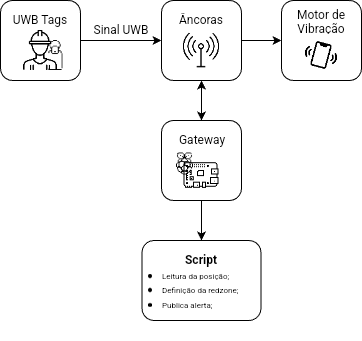 UWB Tags
Sinal UWB
Âncoras
Motor de
Vibração
Gateway
Script
Leitura da posição;
Definição da redzone;
Publica alerta;